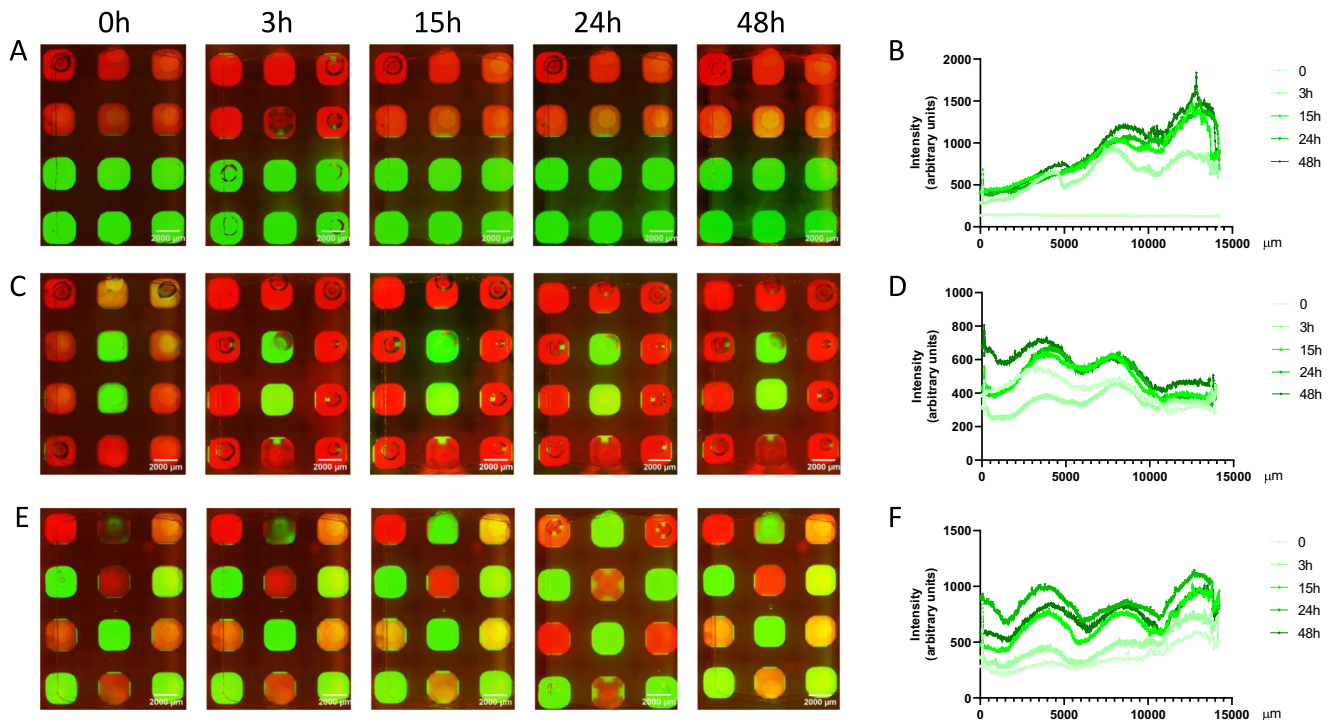 0h 3h 15h 24h 48h
A
2000 µm 2000 µm 2000 µm 2000 µm 2000 µm
B
2000
1500
1000
500
0
Intensity
(arbitrary units)
0 5000 10000 15000 µm
0
3h
15h
24h
48h
C
2000 µm 2000 µm 2000 µm 2000 µm 2000 µm
D
1000
800
600
400
200
0
Intensity
(arbitrary units)
0 5000 10000 15000 µm
0
3h
15h
24h
48h
E
2000 µm 2000 µm 2000 µm 2000 µm 2000 µm
F
1500
1000
500
0
Intensity
(arbitrary units)
0 5000 10000 15000 µm
0
3h
15h
24h
48h